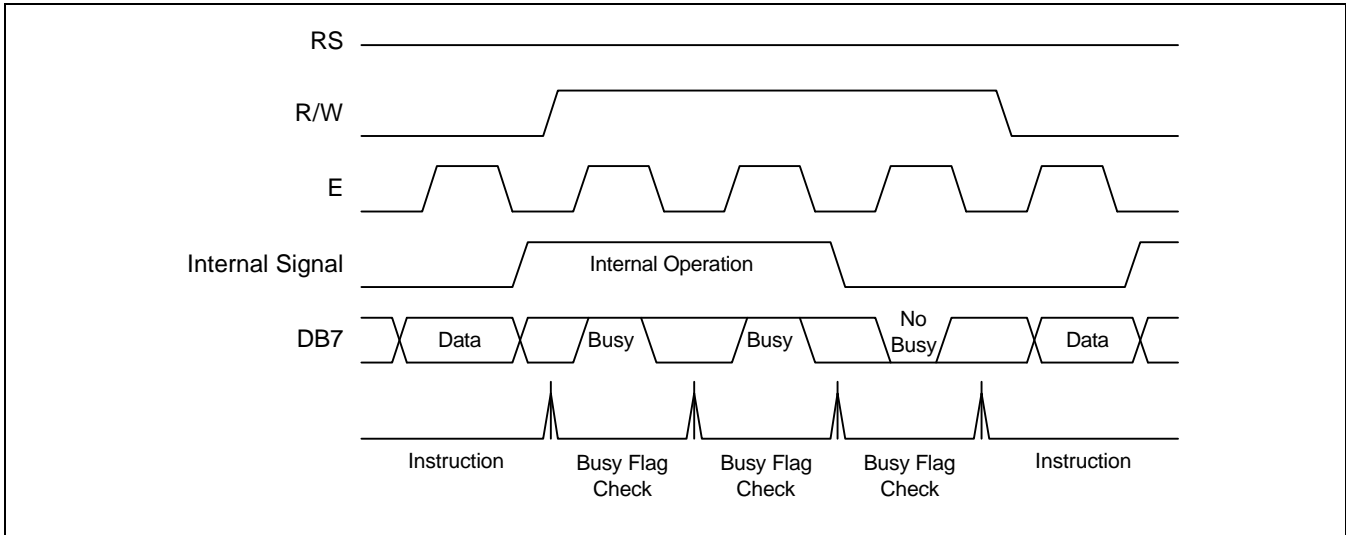 RS
R/W
E
Internal Signal
Internal Operation
DB7
Data
Busy
Busy
No
Busy
Data
Instruction
Busy Flag
Check
Busy Flag
Check
Busy Flag
Check
Instruction